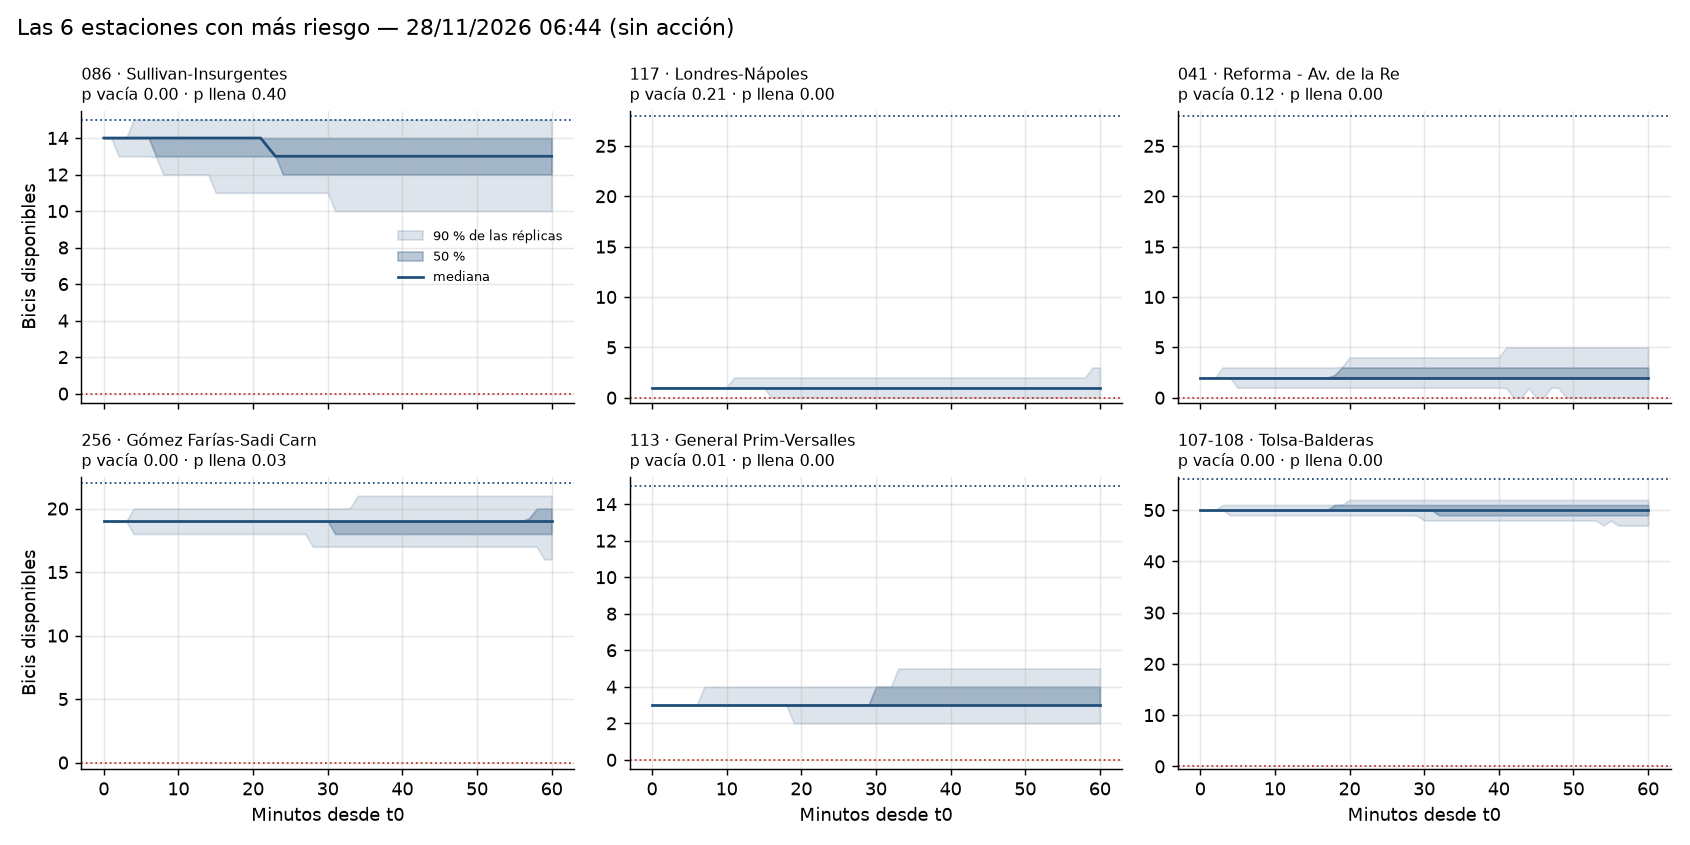 Las 6 estaciones con más riesgo — 28/11/2026 06:44 (sin acción)
086 · Sullivan-Insurgentes
p vacía 0.00 · p llena 0.40
117 · Londres-Nápoles
p vacía 0.21 · p llena 0.00
041 · Reforma - Av. de la Re
p vacía 0.12 · p llena 0.00
Bicis disponibles
14
12
10
8
6
4
2
0
90 % de las réplicas
50 %
mediana
25
20
15
10
5
0
25
20
15
10
5
0
256 · Gómez Farías-Sadi Carn
p vacía 0.00 · p llena 0.03
113 · General Prim-Versalles
p vacía 0.01 · p llena 0.00
107-108 · Tolsa-Balderas
p vacía 0.00 · p llena 0.00
Bicis disponibles
20
15
10
5
0
14
12
10
8
6
4
2
0
50
40
30
20
10
0
0 10 20 30 40 50 60
0 10 20 30 40 50 60
0 10 20 30 40 50 60
Minutos desde t0
Minutos desde t0
Minutos desde t0